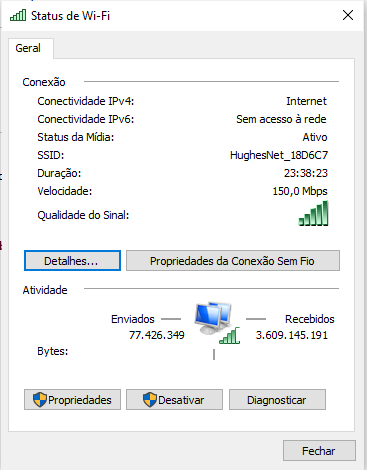 Status de Wi-Fi
Geral
Conexão
Conectividade IPv4: Internet
Conectividade IPv6: Sem acesso à rede
Status da Mídia: Ativo
SSID: HughesNet_18D6C7
Duração: 23:38:23
Velocidade: 150,0 Mbps
Qualidade do Sinal:
Detalhes... Propriedades da Conexão Sem Fio
Atividade
Enviados Recebidos
77.426.349 3.609.145.191
Bytes:
Propriedades Desativar Diagnosticar
Fechar